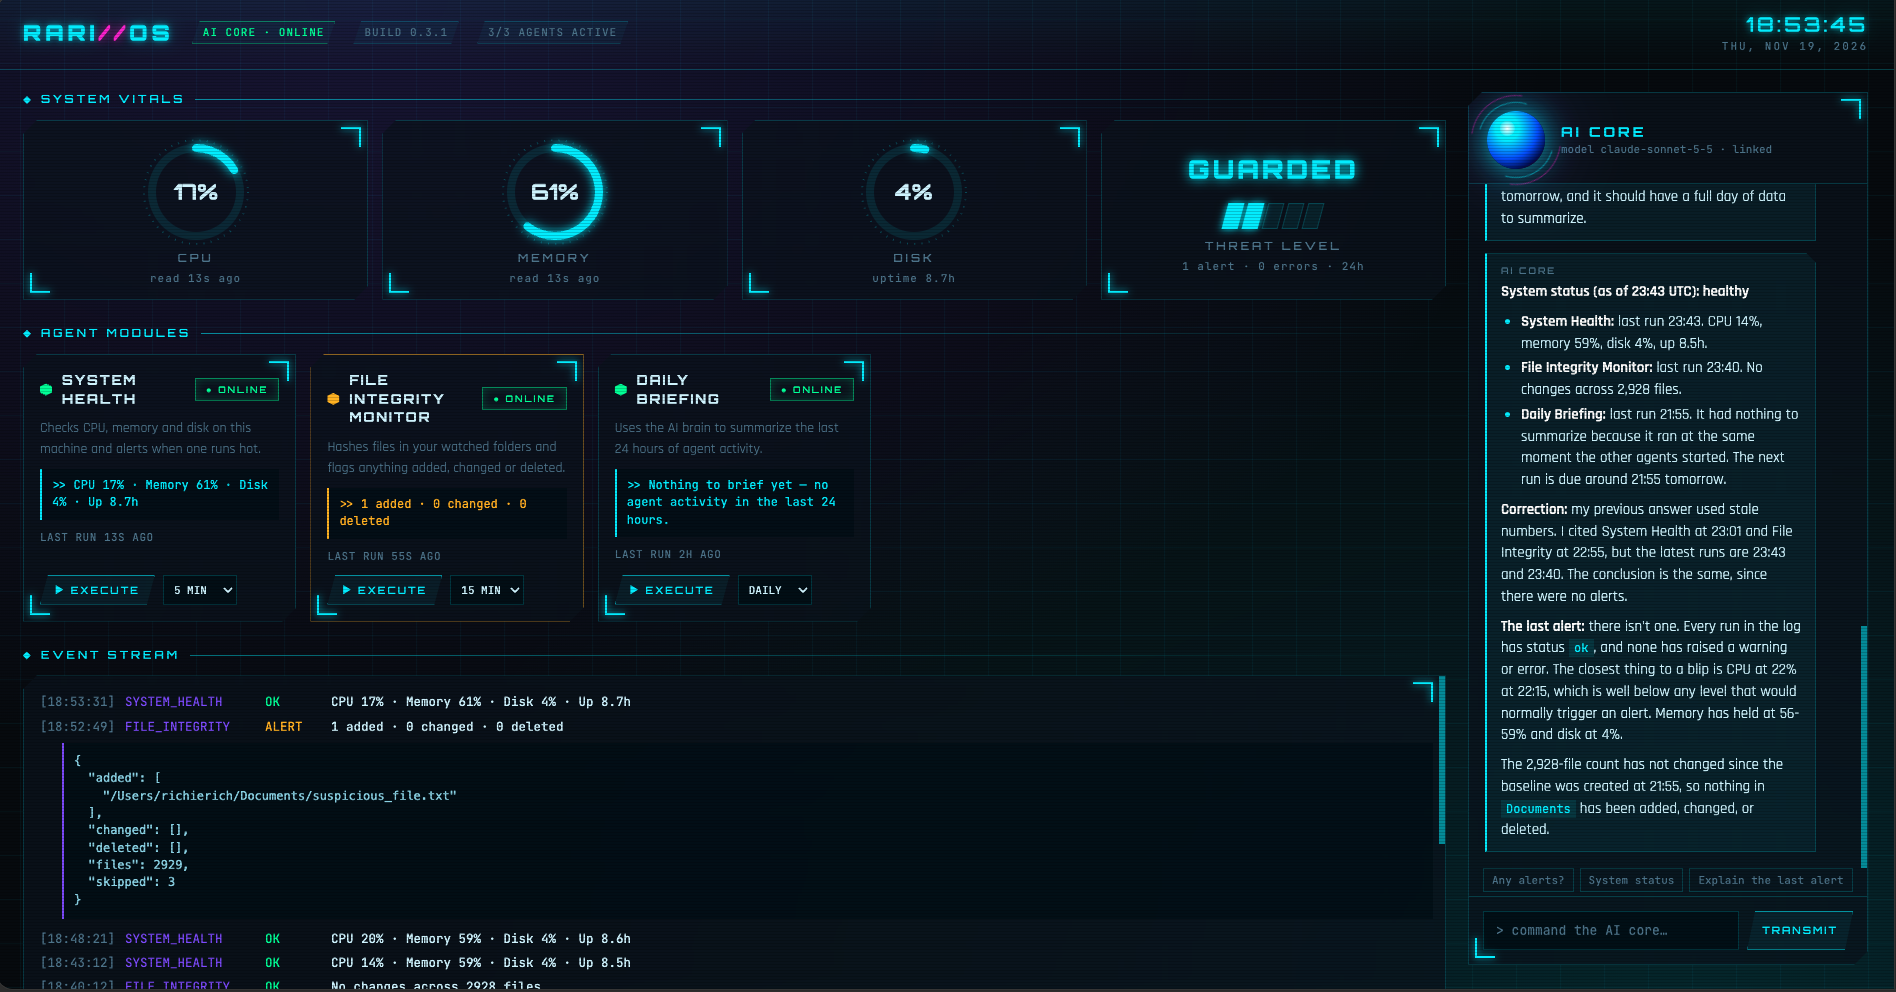 RARI//OS
AI CORE · ONLINE
BUILD 0.3.1
3/3 AGENTS ACTIVE
18:53:45
THU, NOV 19, 2026
SYSTEM VITALS
17%
CPU
read 13s ago
61%
MEMORY
read 13s ago
4%
DISK
uptime 8.7h
GUARDED
THREAT LEVEL
1 alert · 0 errors · 24h
AGENT MODULES
SYSTEM
HEALTH
● ONLINE
Checks CPU, memory and disk on this
machine and alerts when one runs hot.
>> CPU 17% · Memory 61% · Disk
4% · Up 8.7h
LAST RUN 13S AGO
▶ EXECUTE
5 MIN
FILE
INTEGRITY
MONITOR
● ONLINE
Hashes files in your watched folders and
flags anything added, changed or deleted.
>> 1 added · 0 changed · 0
deleted
LAST RUN 55S AGO
▶ EXECUTE
15 MIN
DAILY
BRIEFING
● ONLINE
Uses the AI brain to summarize the last
24 hours of agent activity.
>> Nothing to brief yet — no
agent activity in the last 24
hours.
LAST RUN 2H AGO
▶ EXECUTE
DAILY
EVENT STREAM
[18:53:31] SYSTEM_HEALTH OK CPU 17% · Memory 61% · Disk 4% · Up 8.7h
[18:52:49] FILE_INTEGRITY ALERT 1 added · 0 changed · 0 deleted
{
"added": [
"/Users/richierich/Documents/suspicious_file.txt"
],
"changed": [],
"deleted": [],
"files": 2929,
"skipped": 3
}
[18:48:21] SYSTEM_HEALTH OK CPU 20% · Memory 59% · Disk 4% · Up 8.6h
[18:43:12] SYSTEM_HEALTH OK CPU 14% · Memory 59% · Disk 4% · Up 8.5h
[18:40:12] FILE_INTEGRITY OK No changes across 2928 files
AI CORE
model claude-sonnet-5-5 · linked
tomorrow, and it should have a full day of data
to summarize.
AI CORE
System status (as of 23:43 UTC): healthy
• System Health: last run 23:43. CPU 14%,
memory 59%, disk 4%, up 8.5h.
• File Integrity Monitor: last run 23:40. No
changes across 2,928 files.
• Daily Briefing: last run 21:55. It had nothing to
summarize because it ran at the same
moment the other agents started. The next
run is due around 21:55 tomorrow.
Correction: my previous answer used stale
numbers. I cited System Health at 23:01 and File
Integrity at 22:55, but the latest runs are 23:43
and 23:40. The conclusion is the same, since
there were no alerts.
The last alert: there isn't one. Every run in the log
has status ok, and none has raised a warning
or error. The closest thing to a blip is CPU at 22%
at 22:15, which is well below any level that would
normally trigger an alert. Memory has held at 56-
59% and disk at 4%.
The 2,928-file count has not changed since the
baseline was created at 21:55, so nothing in
Documents has been added, changed, or
deleted.
Any alerts?
System status
Explain the last alert
> command the AI core…
TRANSMIT